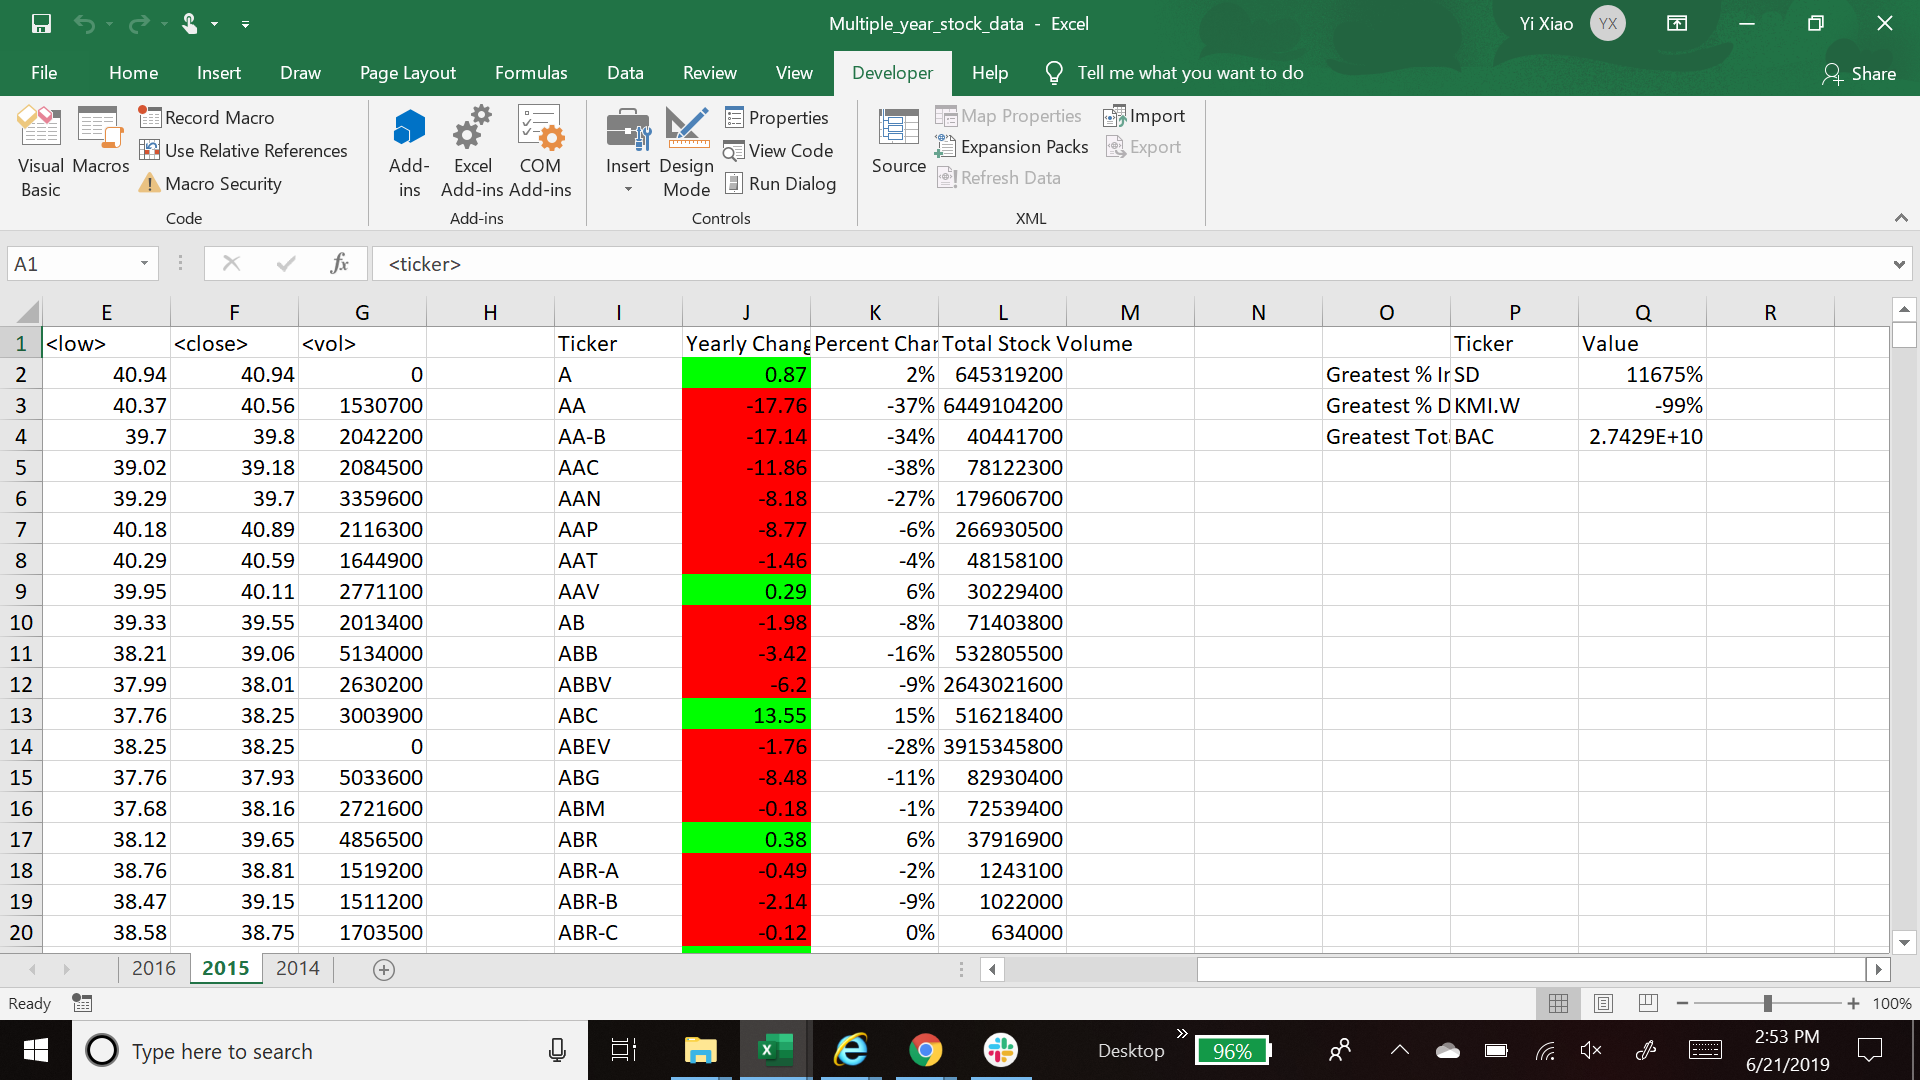 Multiple_year_stock_data - Excel
Yi Xiao YX
File Home Insert Draw Page Layout Formulas Data Review View Developer Help Tell me what you want to do Share
Visual Basic
Macros
Record Macro
Use Relative References
Macro Security
Code
Add-ins
Excel Add-ins
COM Add-ins
Add-ins
Insert
Design Mode
Properties
View Code
Run Dialog
Controls
Source
Map Properties
Expansion Packs
Refresh Data
Import
Export
XML
A1 fx <ticker>
E F G H I J K L M N O P Q R
1 <low> <close> <vol> Ticker Yearly Chang Percent Char Total Stock Volume Ticker Value
2 40.94 40.94 0 A 0.87 2% 645319200 Greatest % In SD 11675%
3 40.37 40.56 1530700 AA -17.76 -37% 6449104200 Greatest % D KMI.W -99%
4 39.7 39.8 2042200 AA-B -17.14 -34% 40441700 Greatest Tot BAC 2.7429E+10
5 39.02 39.18 2084500 AAC -11.86 -38% 78122300
6 39.29 39.7 3359600 AAN -8.18 -27% 179606700
7 40.18 40.89 2116300 AAP -8.77 -6% 266930500
8 40.29 40.59 1644900 AAT -1.46 -4% 48158100
9 39.95 40.11 2771100 AAV 0.29 6% 30229400
10 39.33 39.55 2013400 AB -1.98 -8% 71403800
11 38.21 39.06 5134000 ABB -3.42 -16% 532805500
12 37.99 38.01 2630200 ABBV -6.2 -9% 2643021600
13 37.76 38.25 3003900 ABC 13.55 15% 516218400
14 38.25 38.25 0 ABEV -1.76 -28% 3915345800
15 37.76 37.93 5033600 ABG -8.48 -11% 82930400
16 37.68 38.16 2721600 ABM -0.18 -1% 72539400
17 38.12 39.65 4856500 ABR 0.38 6% 37916900
18 38.76 38.81 1519200 ABR-A -0.49 -2% 1243100
19 38.47 39.15 1511200 ABR-B -2.14 -9% 1022000
20 38.58 38.75 1703500 ABR-C -0.12 0% 634000
2016 2015 2014
Ready 100%
Type here to search Desktop 96% 2:53 PM
6/21/2019